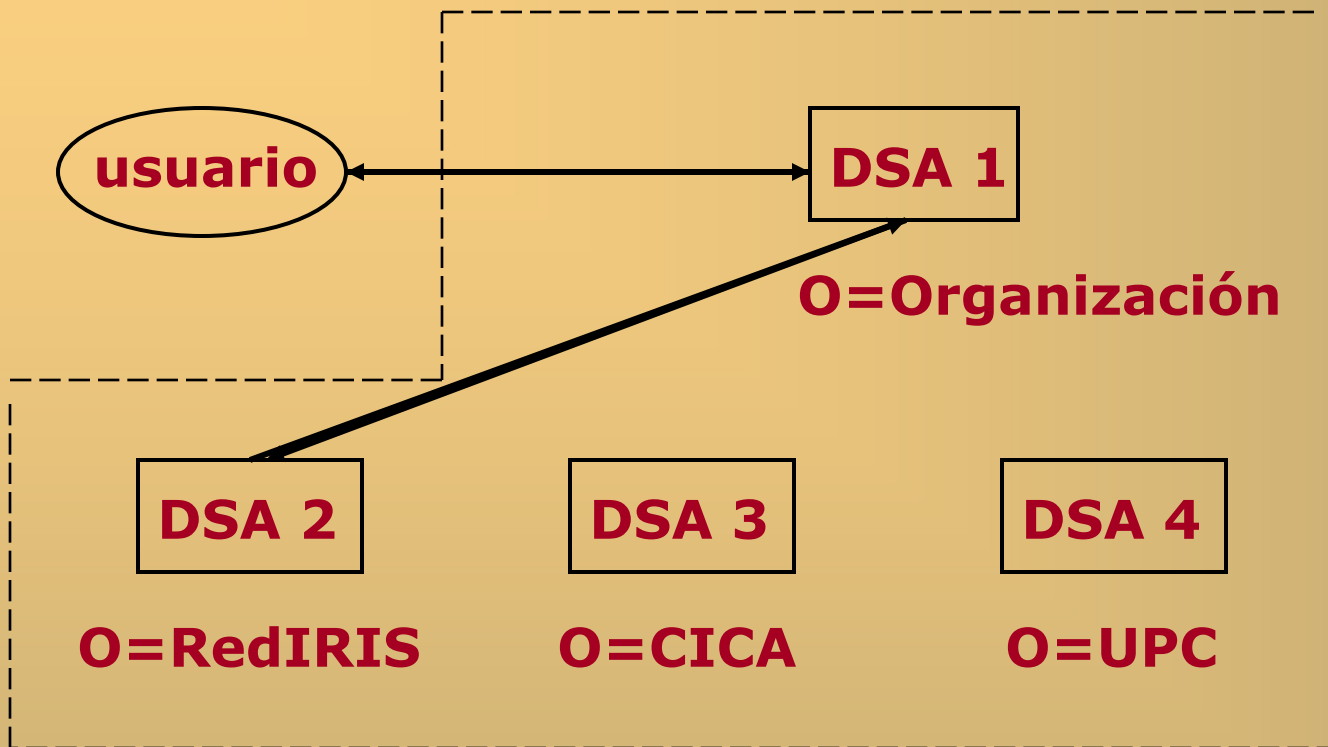 usuario
DSA 1
O=Organización
DSA 2
DSA 3
DSA 4
O=RedIRIS
O=CICA
O=UPC